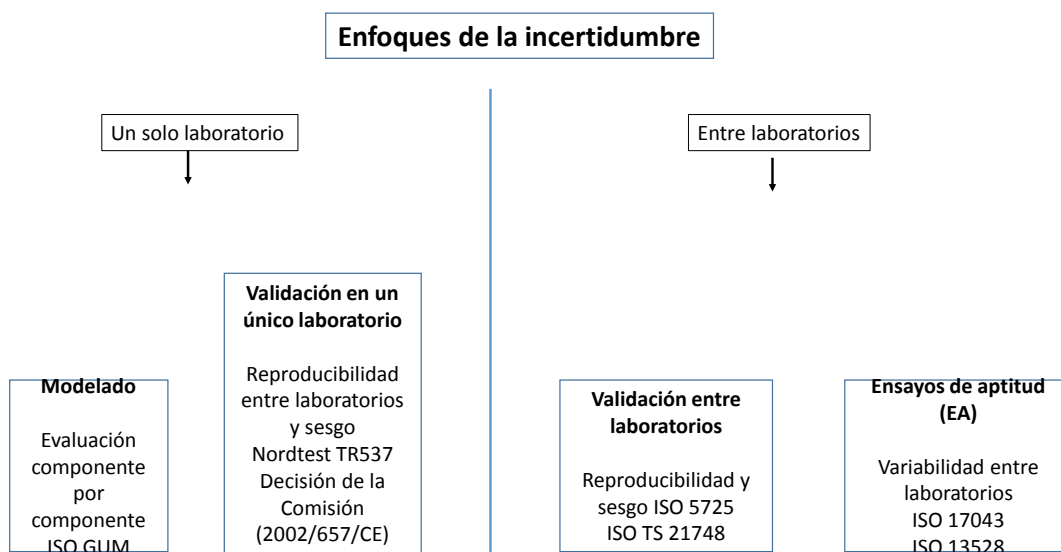 Enfoques de la incertidumbre
Un solo laboratorio
Entre laboratorios
Modelado
Evaluación
componente
por
componente
ISO GUM
Validación en un
único laboratorio
Reproducibilidad
entre laboratorios
y sesgo
Nordtest TR537
Decisión de la
Comisión
(2002/657/CE)
Validación entre
laboratorios
Reproducibilidad y
sesgo ISO 5725
ISO TS 21748
Ensayos de aptitud
(EA)
Variabilidad entre
laboratorios
ISO 17043
ISO 13528